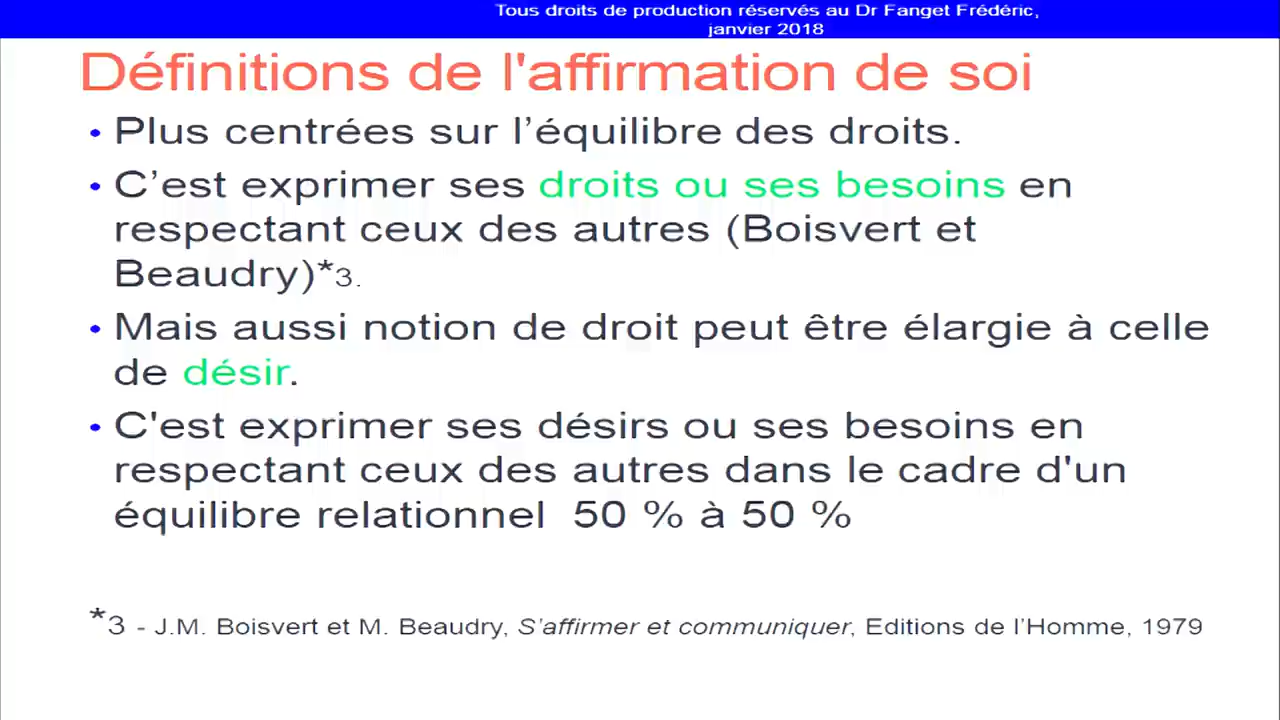 Tous droits de production réservés au Dr Fanget Frédéric,
janvier 2018
Définitions de l'affirmation de soi
• Plus centrées sur l’équilibre des droits.
• C’est exprimer ses droits ou ses besoins en
respectant ceux des autres (Boisvert et
Beaudry)*3.
• Mais aussi notion de droit peut être élargie à celle
de désir.
• C'est exprimer ses désirs ou ses besoins en
respectant ceux des autres dans le cadre d'un
équilibre relationnel  50 % à 50 %
*3 - J.M. Boisvert et M. Beaudry, S’affirmer et communiquer, Editions de l’Homme, 1979